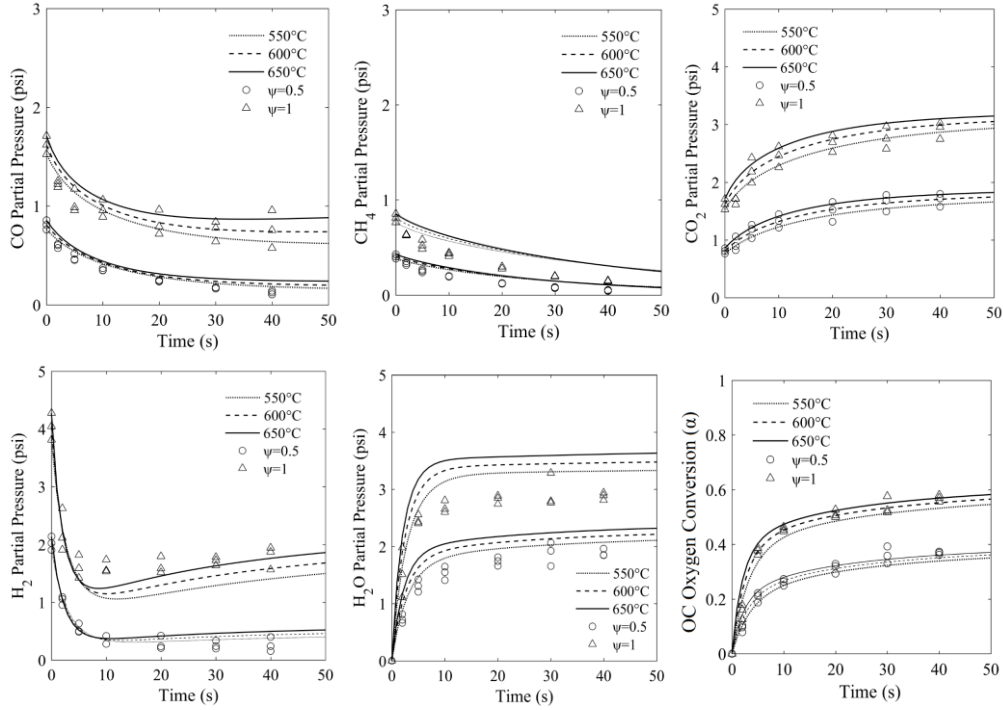 3
2
1
0
0 10 20 30 40 50
CO Partial Pressure (psi)
Time (s)
550°C
600°C
650°C
ψ=0.5
ψ=1
3
2
1
0
0 10 20 30 40 50
CH4 Partial Pressure (psi)
Time (s)
550°C
600°C
650°C
ψ=0.5
ψ=1
5
4
3
2
1
0
0 10 20 30 40 50
CO2 Partial Pressure (psi)
Time (s)
550°C
600°C
650°C
ψ=0.5
ψ=1
5
4
3
2
1
0
0 10 20 30 40 50
H2 Partial Pressure (psi)
Time (s)
550°C
600°C
650°C
ψ=0.5
ψ=1
5
4
3
2
1
0
0 10 20 30 40 50
H2O Partial Pressure (psi)
Time (s)
550°C
600°C
650°C
ψ=0.5
ψ=1
1
0.8
0.6
0.4
0.2
0
0 10 20 30 40 50
OC Oxygen Conversion (α)
Time (s)
550°C
600°C
650°C
ψ=0.5
ψ=1